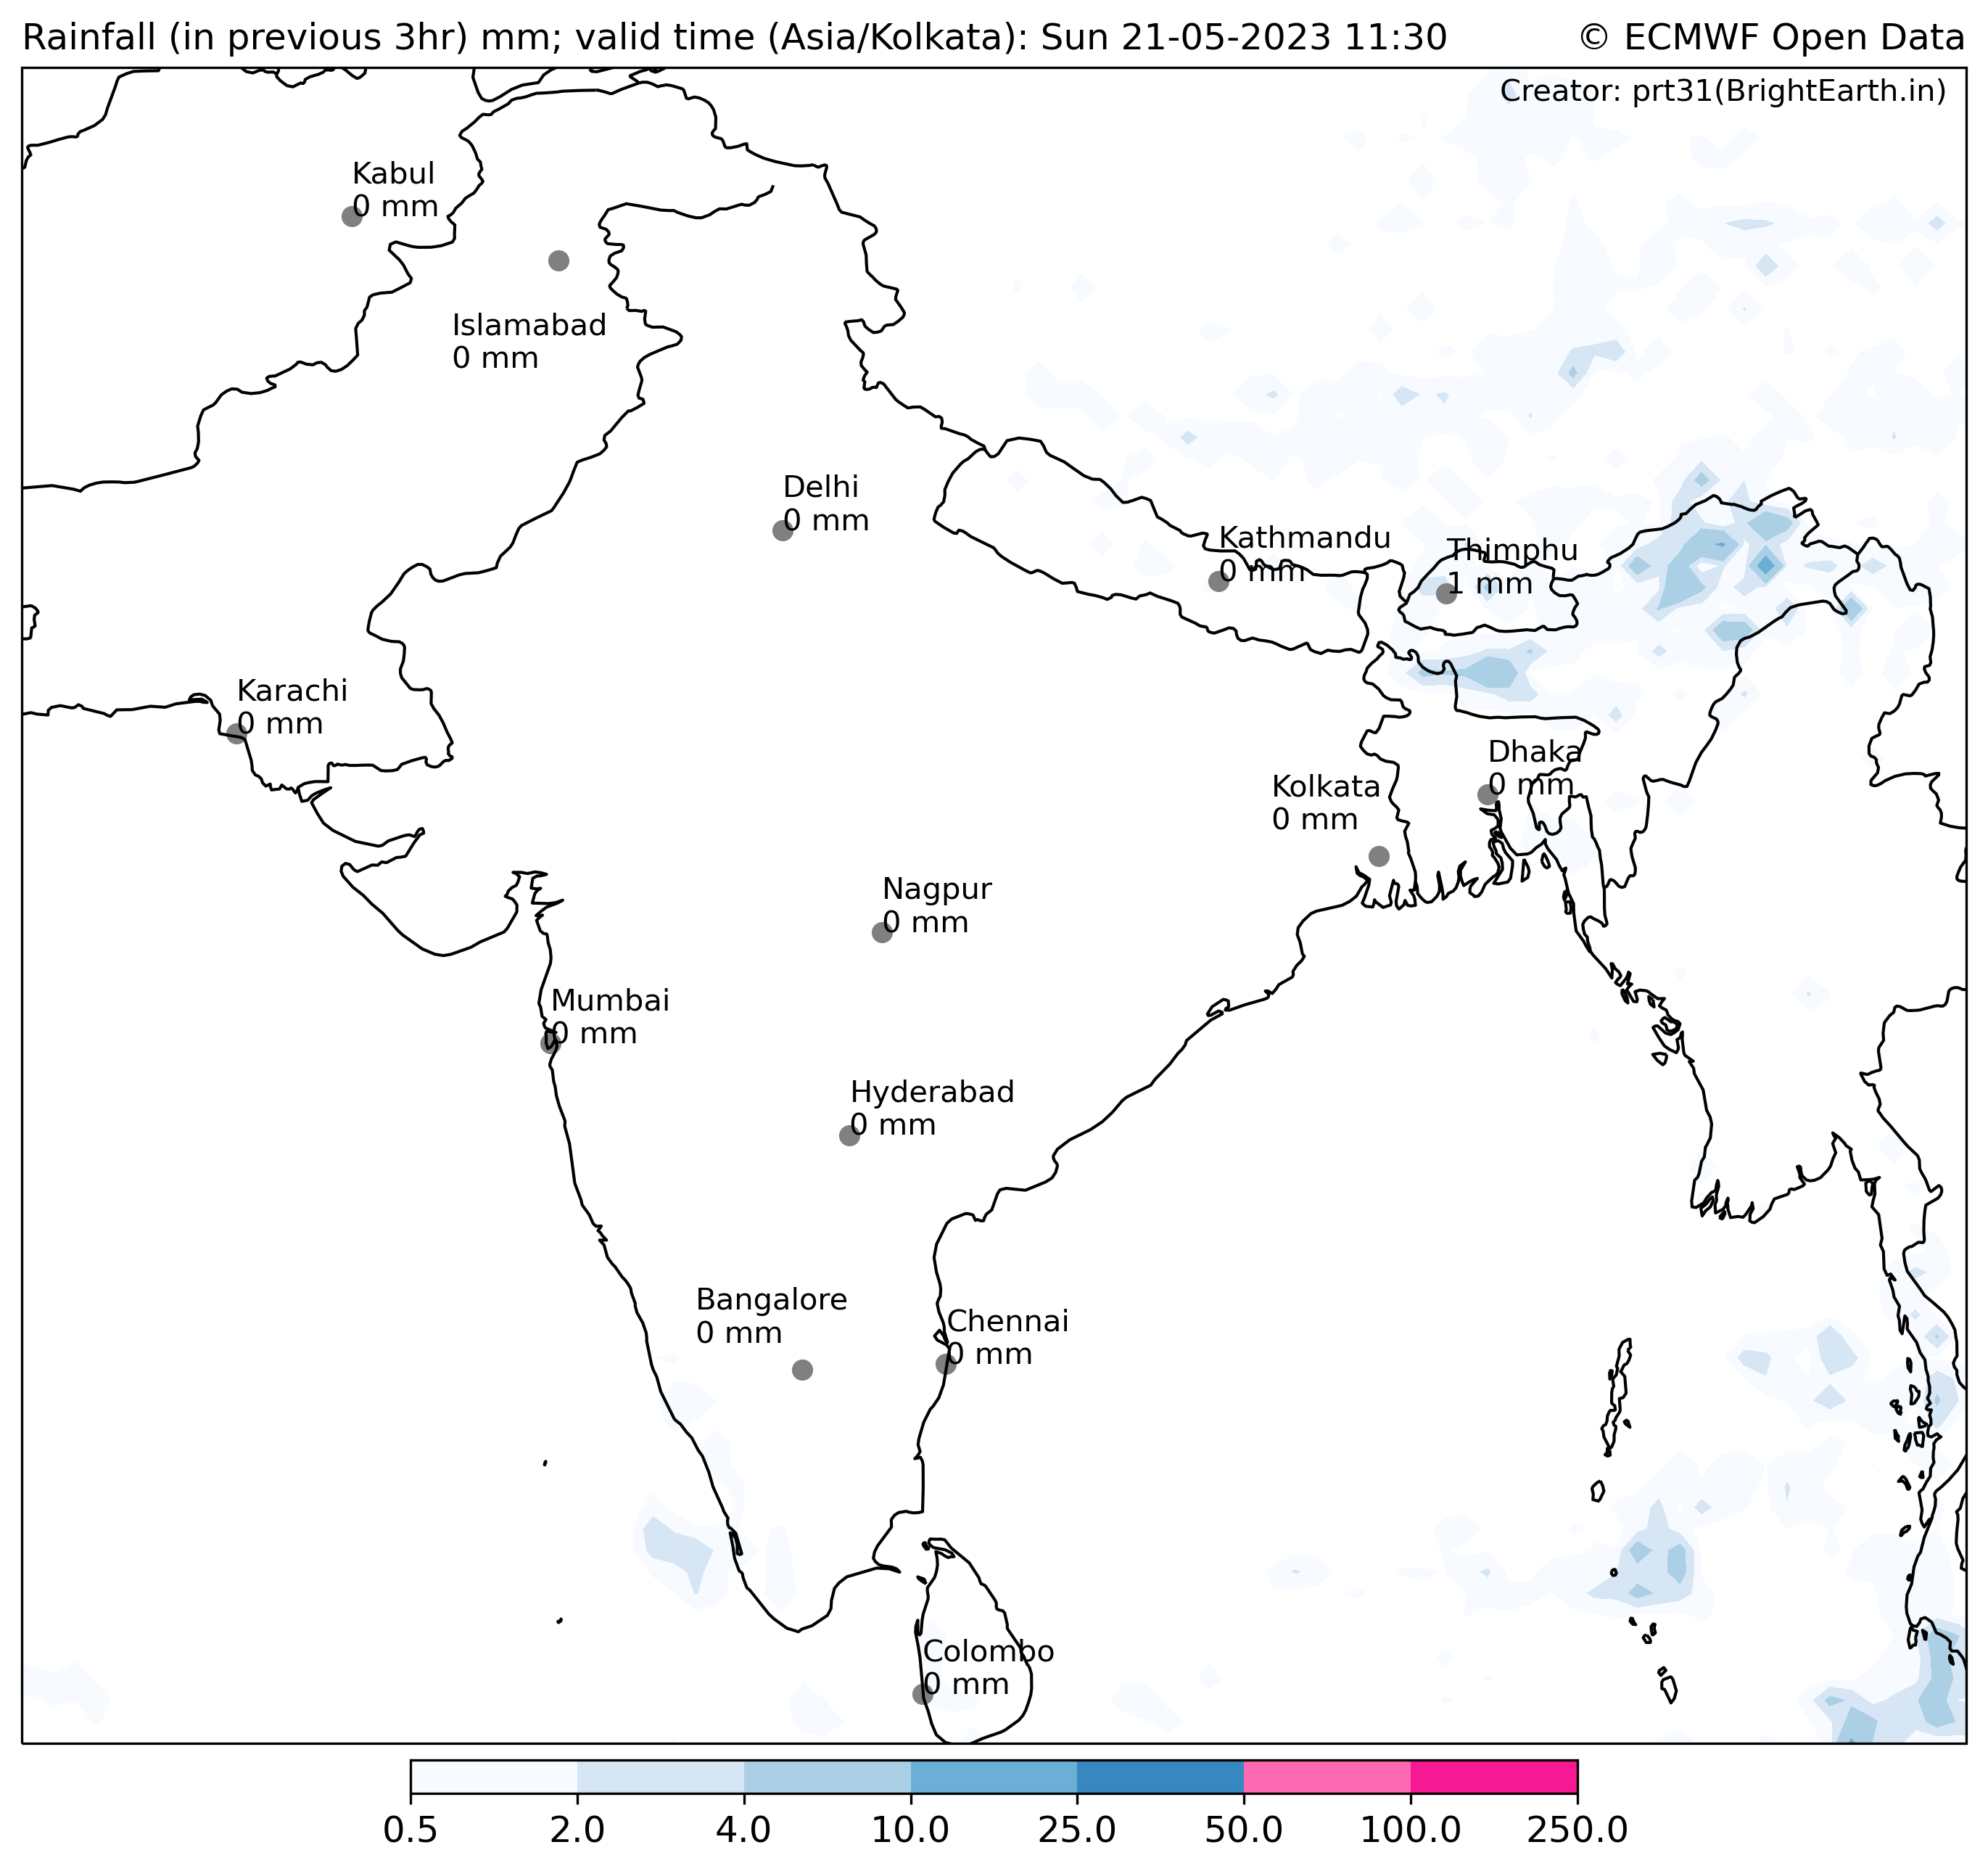 Rainfall (in previous 3hr) mm; valid time (Asia/Kolkata): Sun 21-05-2023 11:30
© ECMWF Open Data
Creator: prt31(BrightEarth.in)
Kabul
0 mm
Islamabad
0 mm
Delhi
0 mm
Kathmandu
0 mm
Thimphu
1 mm
Karachi
0 mm
Dhaka
0 mm
Kolkata
0 mm
Nagpur
0 mm
Mumbai
0 mm
Hyderabad
0 mm
Bangalore
0 mm
Chennai
0 mm
Colombo
0 mm
0.5 2.0 4.0 10.0 25.0 50.0 100.0 250.0